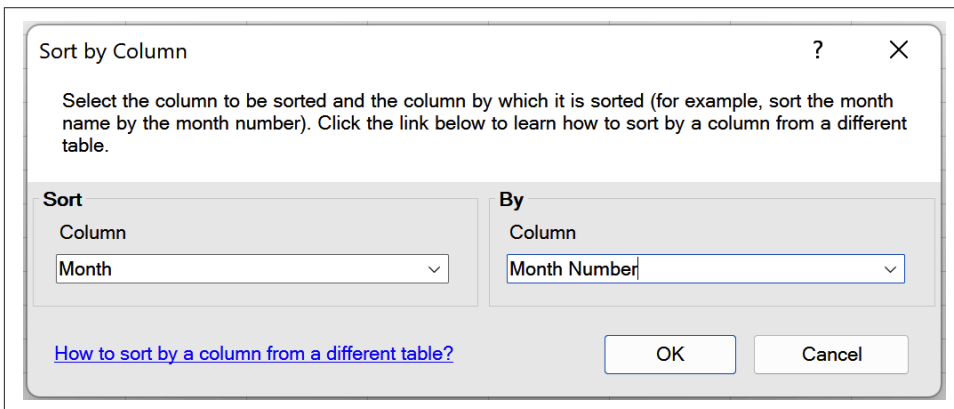 Sort by Column
?
Select the column to be sorted and the column by which it is sorted (for example, sort the month
name by the month number). Click the link below to learn how to sort by a column from a different
table.
Sort
Column
Month
By
Column
Month Number
How to sort by a column from a different table?
OK
Cancel